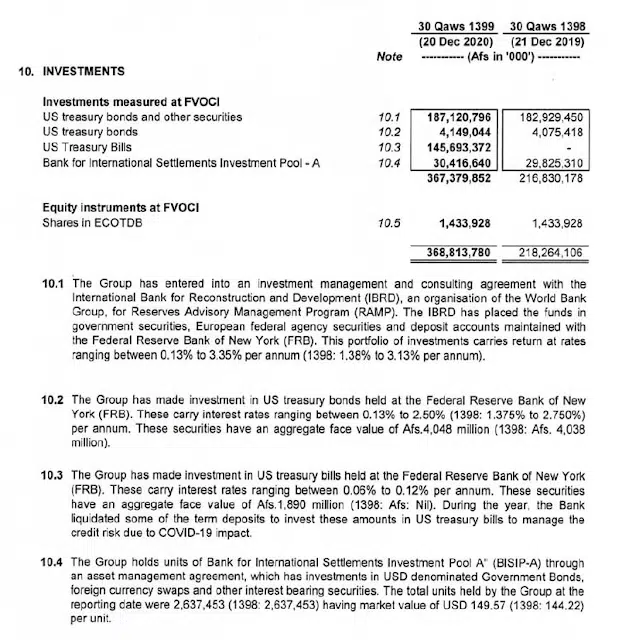 30 Qaws 1399 30 Qaws 1398
(20 Dec 2020) (21 Dec 2019)
Note ----------- (Afs in '000') -----------
10. INVESTMENTS
Investments measured at FVOCI
US treasury bonds and other securities 10.1 187,120,796 182,929,450
US treasury bonds 10.2 4,149,044 4,075,418
US Treasury Bills 10.3 145,693,372 -
Bank for International Settlements Investment Pool - A 10.4 30,416,640 29,825,310
367,379,852 216,830,178
Equity instruments at FVOCI
Shares in ECOTDB 10.5 1,433,928 1,433,928
368,813,780 218,264,106
10.1 The Group has entered into an investment management and consulting agreement with the
International Bank for Reconstruction and Development (IBRD), an organisation of the World Bank
Group, for Reserves Advisory Management Program (RAMP). The IBRD has placed the funds in
government securities, European federal agency securities and deposit accounts maintained with
the Federal Reserve Bank of New York (FRB). This portfolio of investments carries return at rates
ranging between 0.13% to 3.35% per annum (1398: 1.38% to 3.13% per annum).
10.2 The Group has made investment in US treasury bonds held at the Federal Reserve Bank of New
York (FRB). These carry interest rates ranging between 0.13% to 2.50% (1398: 1.375% to 2.750%)
per annum. These securities have an aggregate face value of Afs.4,048 million (1398: Afs. 4,038
million).
10.3 The Group has made investment in US treasury bills held at the Federal Reserve Bank of New York
(FRB). These carry interest rates ranging between 0.06% to 0.12% per annum. These securities
have an aggregate face value of Afs.1,890 million (1398: Afs: Nil). During the year, the Bank
liquidated some of the term deposits to invest these amounts in US treasury bills to manage the
credit risk due to COVID-19 impact.
10.4 The Group holds units of Bank for International Settlements Investment Pool A" (BISIP-A) through
an asset management agreement, which has investments in USD denominated Government Bonds,
foreign currency swaps and other interest bearing securities. The total units held by the Group at the
reporting date were 2,637,453 (1398: 2,637,453) having market value of USD 149.57 (1398: 144.22)
per unit.